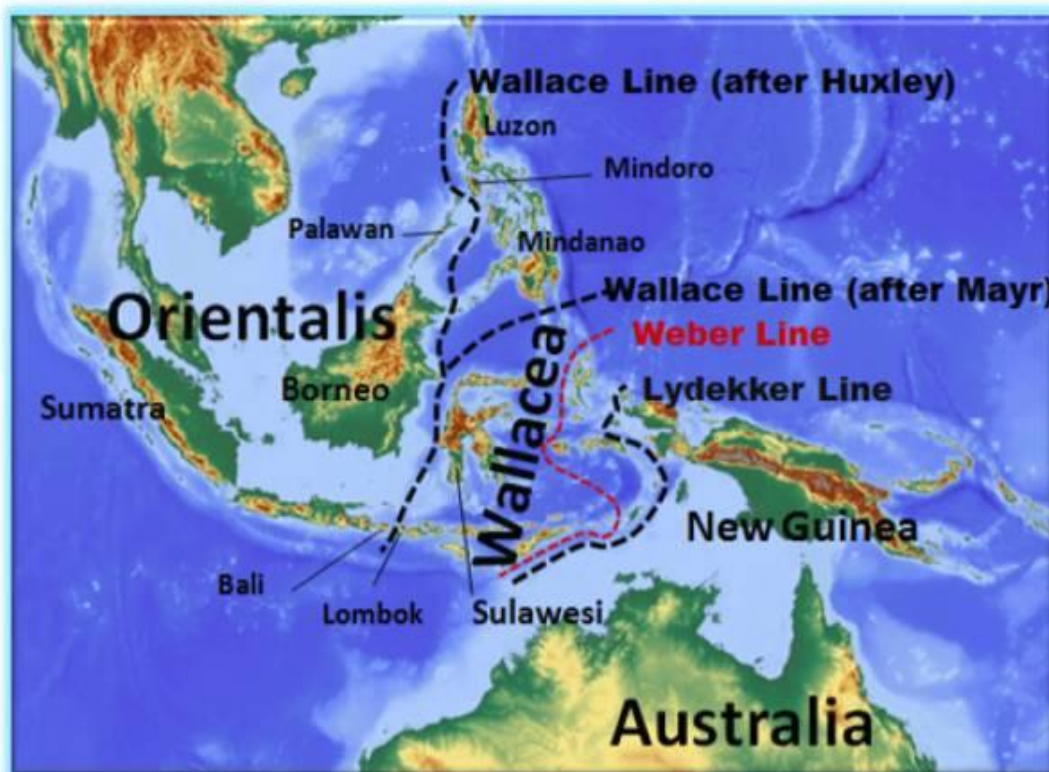 Wallace Line (after Huxley)
Luzon
Mindoro
Palawan
Mindanao
Wallace Line (after Mayr)
Orientalis
Weber Line
Wallacea
Borneo
Lydekker Line
Sumatra
New Guinea
Bali
Lombok
Sulawesi
Australia